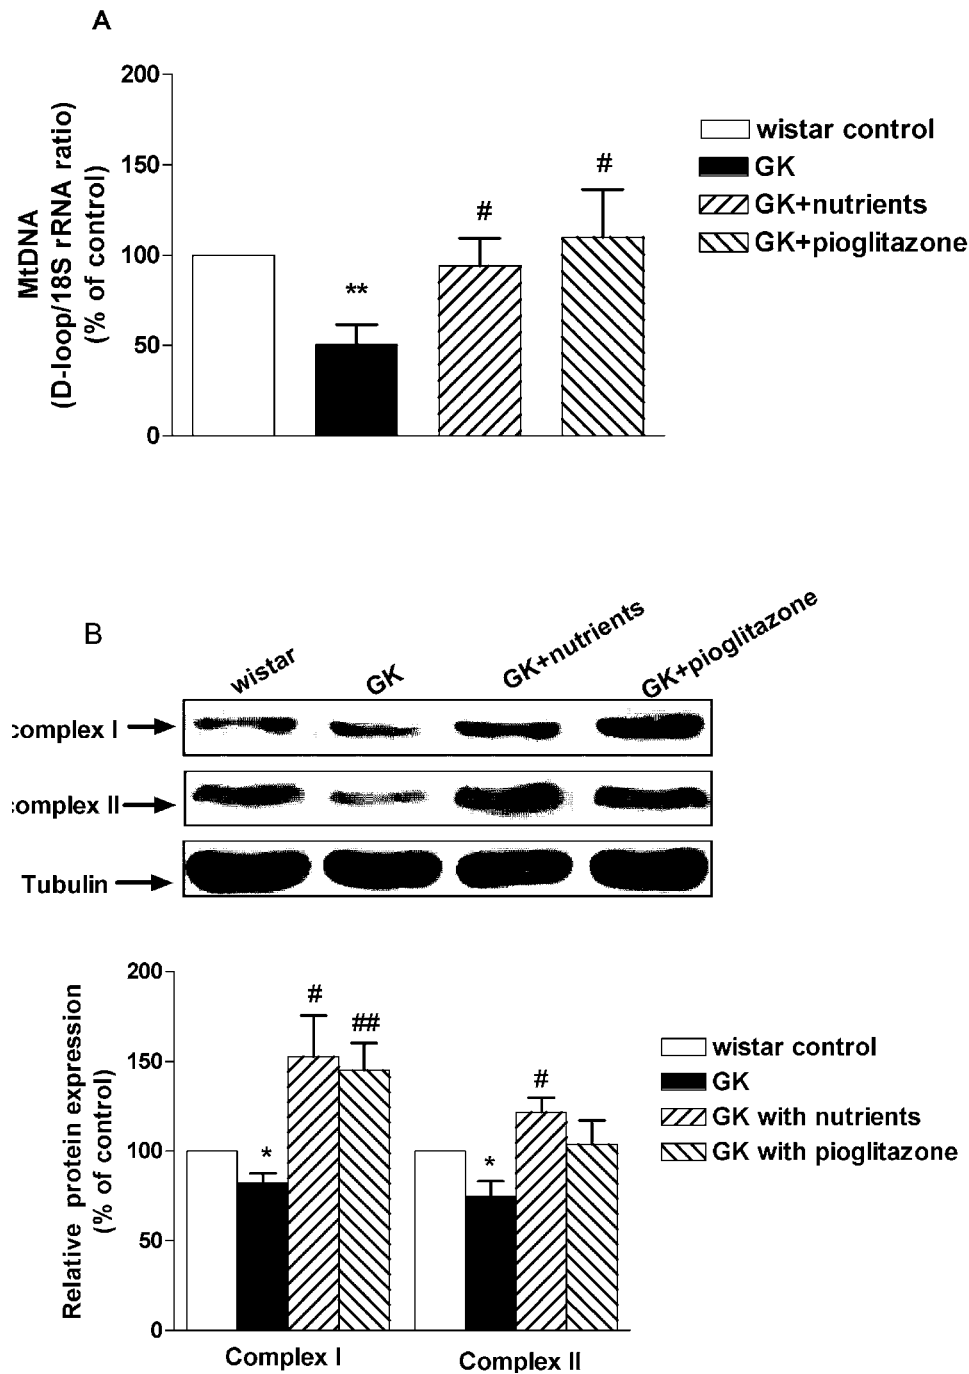 A
200
150
100
50
0
MtDNA
(D-loop/18S rRNA ratio)
(% of control)
**
#
#
wistar control
GK
GK+nutrients
GK+pioglitazone
B
wistar
GK
GK+nutrients
GK+pioglitazone
complex I
complex II
Tubulin
200
150
100
50
0
Relative protein expression
(% of control)
*
#
##
*
#
Complex I
Complex II
wistar control
GK
GK with nutrients
GK with pioglitazone